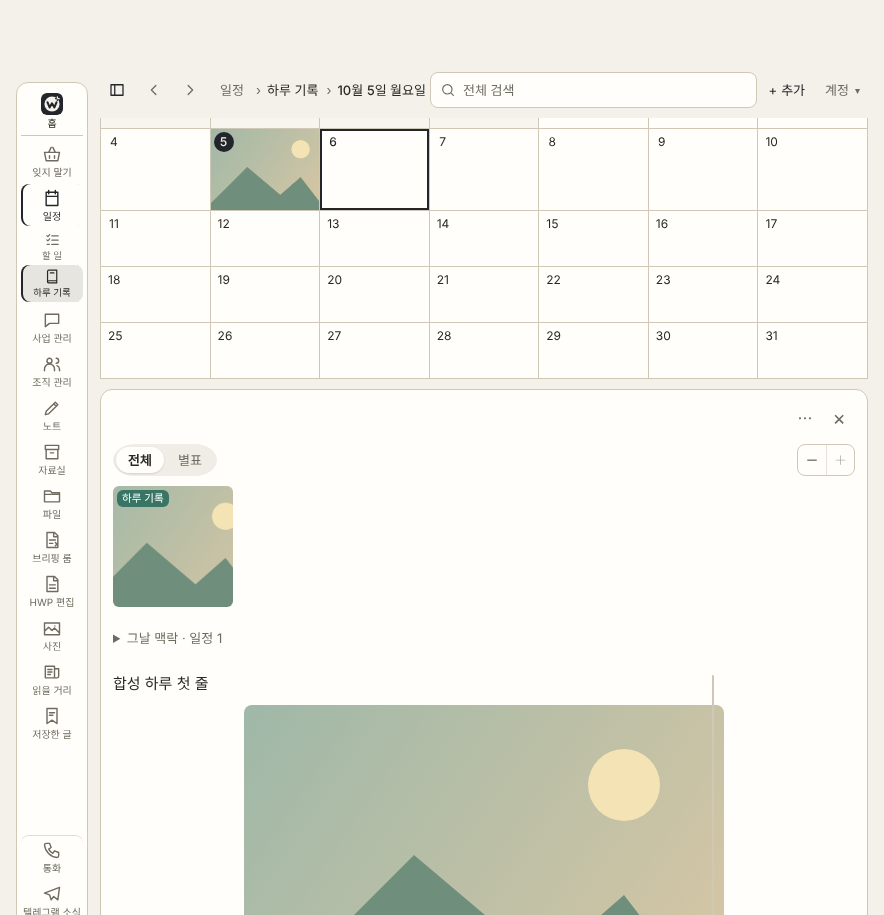 홈
잊지 말기
일정
할 일
하루 기록
사업 관리
조직 관리
노트
자료실
파일
브리핑 룸
HWP 편집
사진
읽을 거리
저장한 글
통화
텔레그램 소식
일정 › 하루 기록 › 10월 5일 월요일
전체 검색
+ 추가
계정 ▾
4 5 6 7 8 9 10
11 12 13 14 15 16 17
18 19 20 21 22 23 24
25 26 27 28 29 30 31
전체 별표
하루 기록
▶ 그날 맥락 · 일정 1
합성 하루 첫 줄